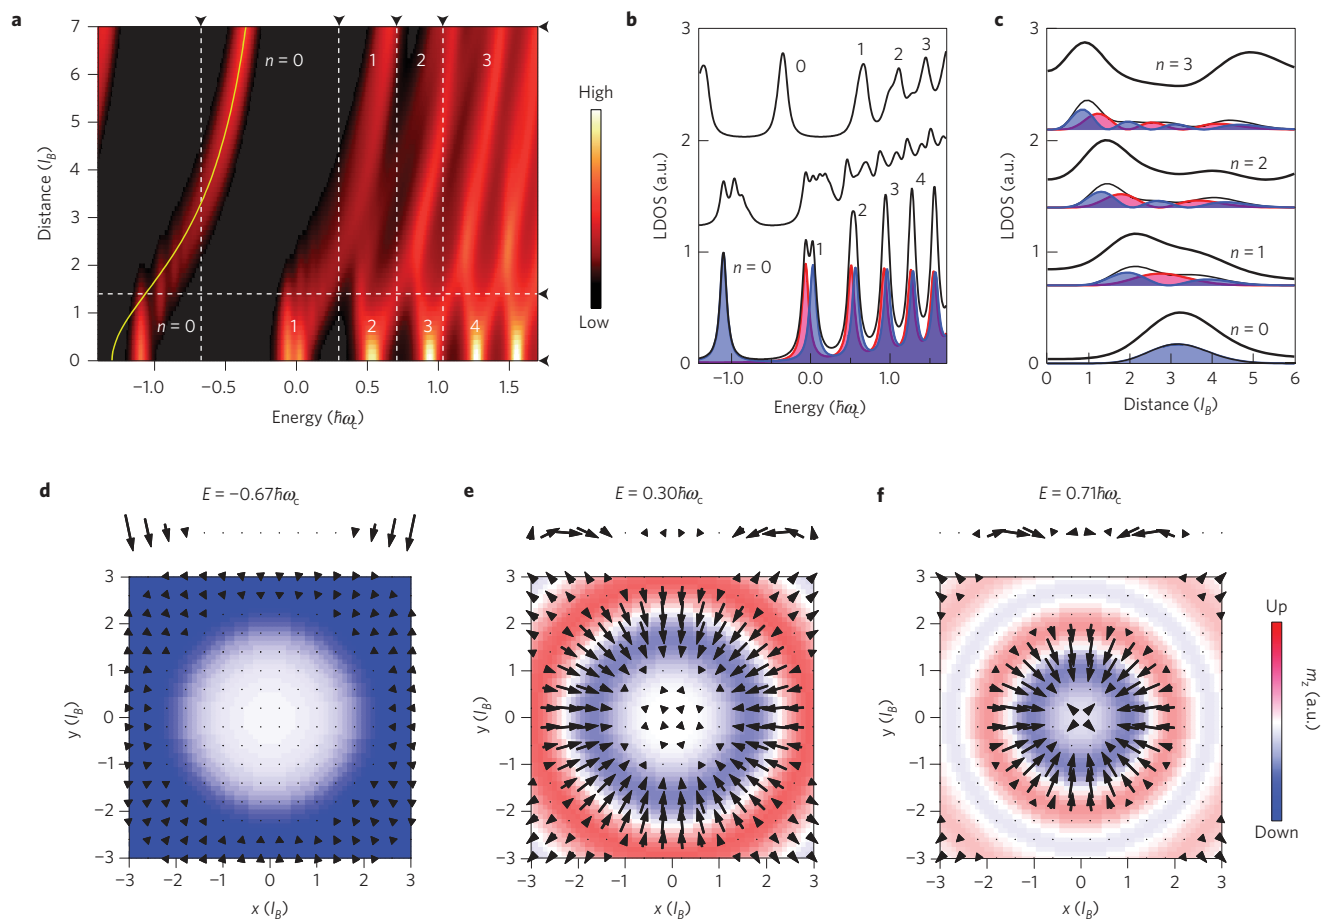 a
7
6
5
4
3
2
1
0
Distance (l_B)
n = 0
1
2
3
n = 0
1
2
3
4
−1.0
−0.5
0.0
0.5
1.0
1.5
Energy (ħω_c)
High
Low
b
3
2
1
0
LDOS (a.u.)
0
1
2
3
n = 0
1
2
3
4
−1.0
0.0
1.0
Energy (ħω_c)
c
3
2
1
0
LDOS (a.u.)
n = 3
n = 2
n = 1
n = 0
0
1
2
3
4
5
6
Distance (l_B)
d
E = −0.67ħω_c
3
2
1
0
−1
−2
−3
y (l_B)
−3
−2
−1
0
1
2
3
x (l_B)
e
E = 0.30ħω_c
3
2
1
0
−1
−2
−3
y (l_B)
−3
−2
−1
0
1
2
3
x (l_B)
f
E = 0.71ħω_c
3
2
1
0
−1
−2
−3
y (l_B)
−3
−2
−1
0
1
2
3
x (l_B)
Up
Down
m_z (a.u.)